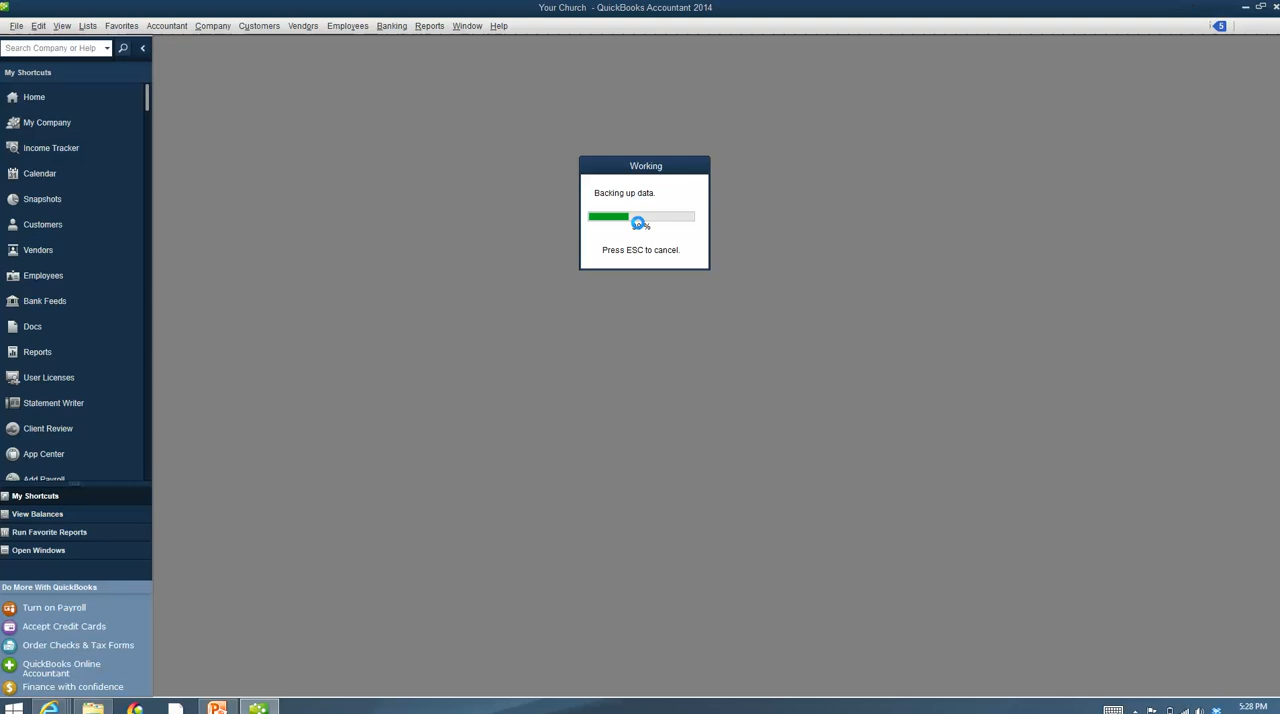 Your Church - QuickBooks Accountant 2014
File Edit View Lists Favorites Accountant Company Customers Vendors Employees Banking Reports Window Help
5
Search Company or Help
My Shortcuts
Home
My Company
Income Tracker
Calendar
Snapshots
Customers
Vendors
Employees
Bank Feeds
Docs
Reports
User Licenses
Statement Writer
Client Review
App Center
Add Payroll
My Shortcuts
View Balances
Run Favorite Reports
Open Windows
Do More With QuickBooks
Turn on Payroll
Accept Credit Cards
Order Checks & Tax Forms
QuickBooks Online
Accountant
Finance with confidence
Working
Backing up data.
Press ESC to cancel.
5:28 PM